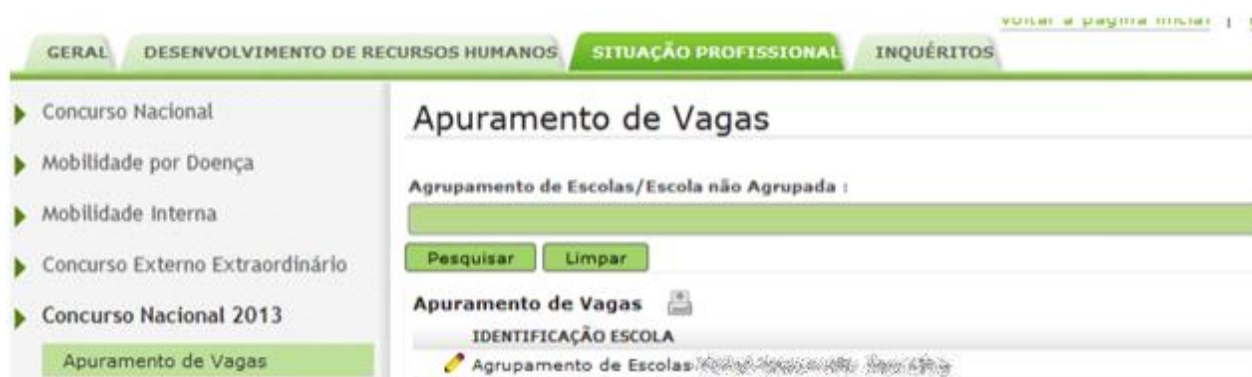 Voltar à página inicial |
GERAL DESENVOLVIMENTO DE RECURSOS HUMANOS SITUAÇÃO PROFISSIONAL INQUÉRITOS
Concurso Nacional
Mobilidade por Doença
Mobilidade Interna
Concurso Externo Extraordinário
Concurso Nacional 2013
Apuramento de Vagas
Apuramento de Vagas
Agrupamento de Escolas/Escola não Agrupada :
Pesquisar Limpar
Apuramento de Vagas
IDENTIFICAÇÃO ESCOLA
Agrupamento de Escolas